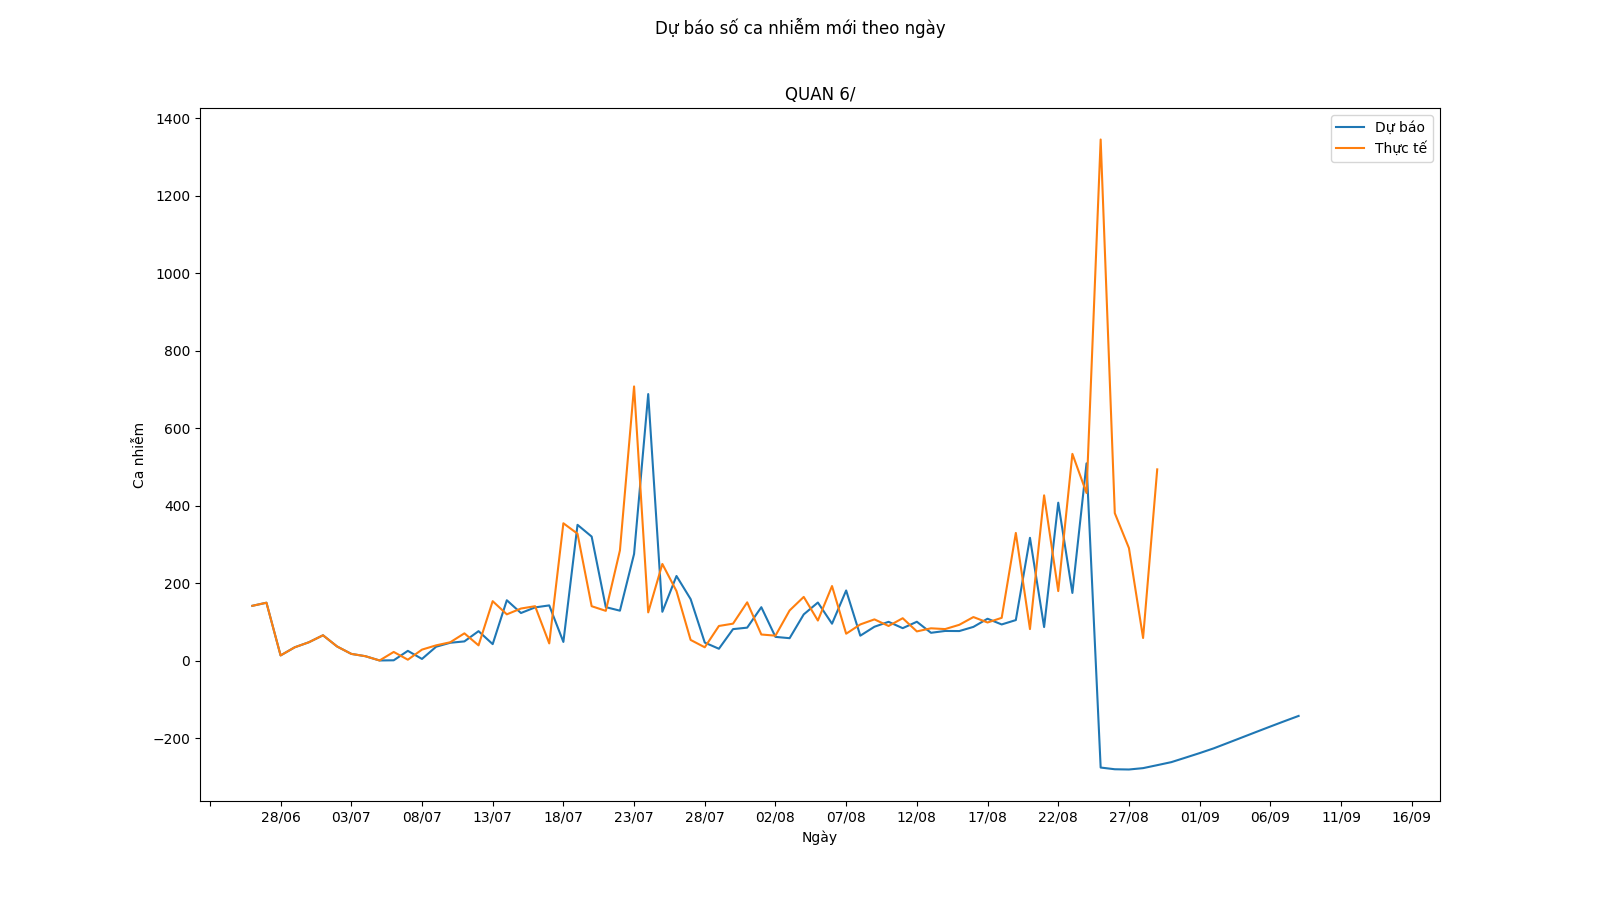 Dự báo số ca nhiễm mới theo ngày
QUAN 6/
Dự báo
Thực tế
Ca nhiễm
1400
1200
1000
800
600
400
200
0
−200
28/06 03/07 08/07 13/07 18/07 23/07 28/07 02/08 07/08 12/08 17/08 22/08 27/08 01/09 06/09 11/09 16/09
Ngày